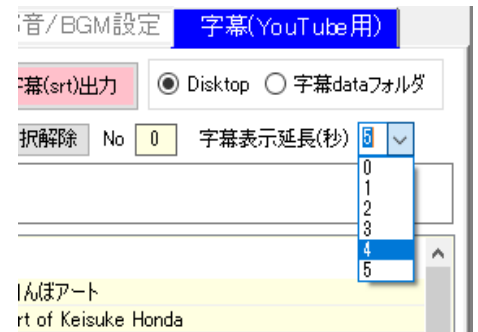 音/BGM設定 字幕(YouTube用)
字幕(srt)出力 Disktop 字幕dataフォルダ
択解除 No 0 字幕表示延長(秒) 5
0
1
2
3
4
5
んぼアート
rt of Keisuke Honda